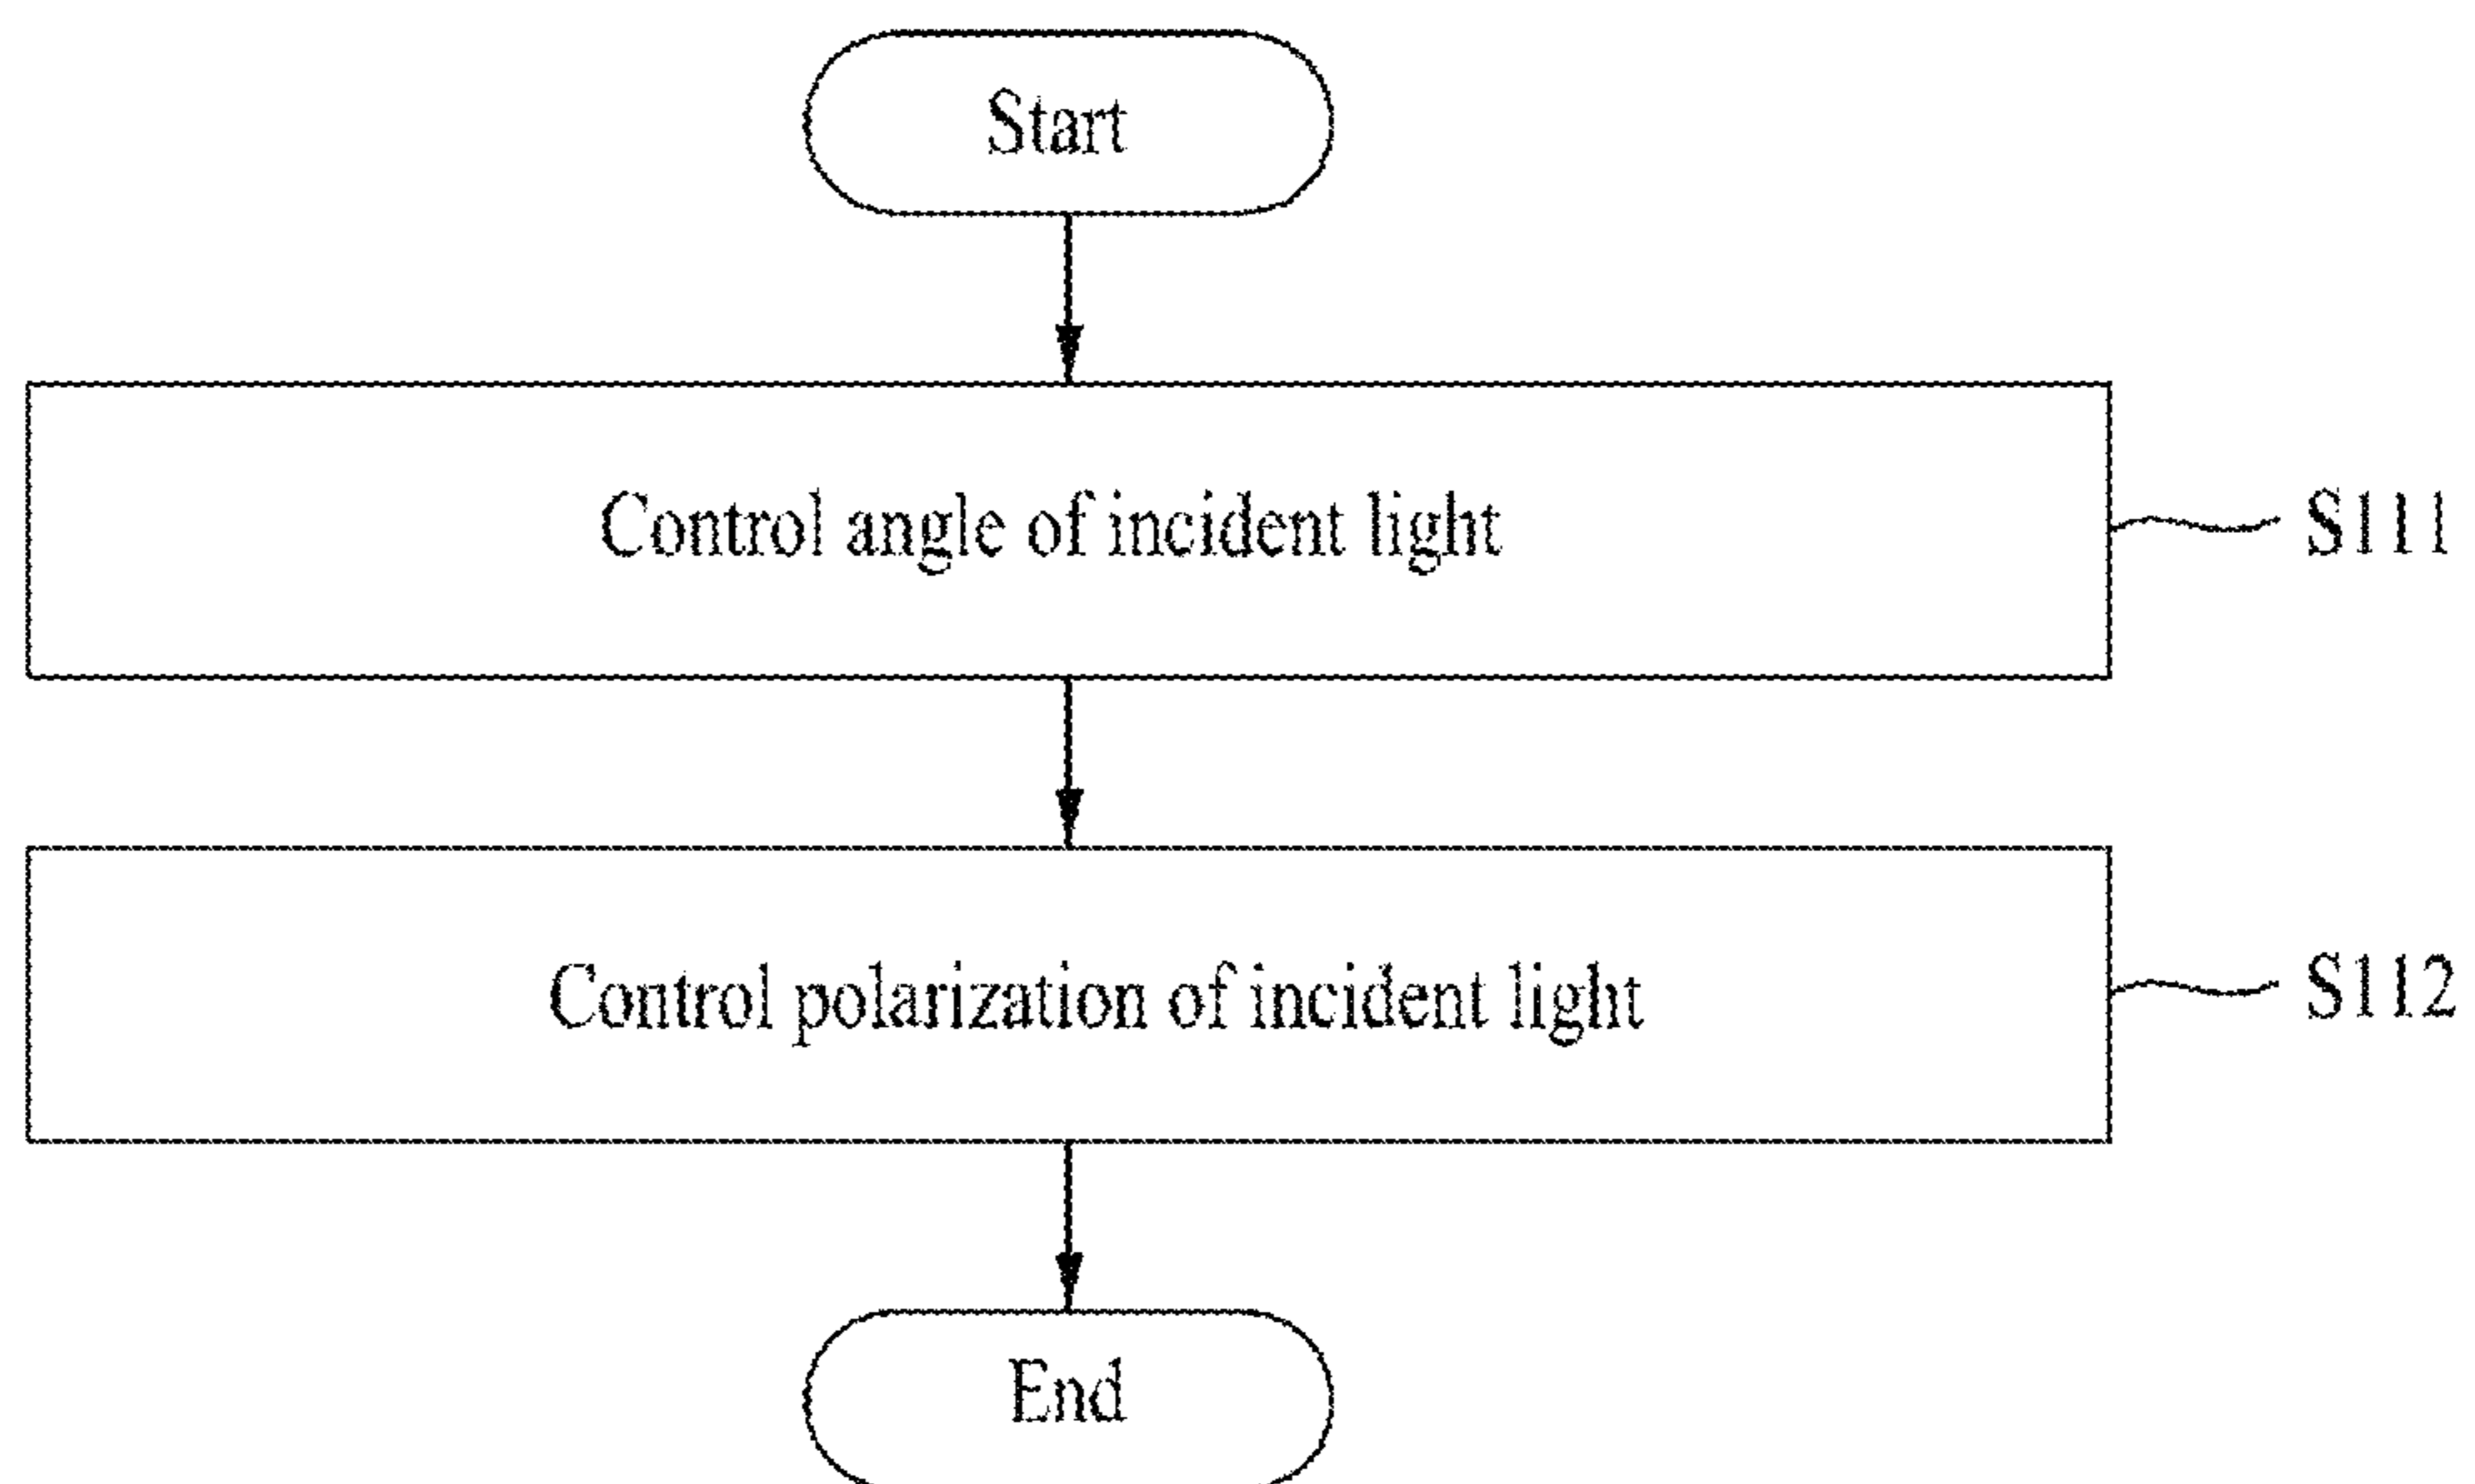 Start
Control angle of incident light
S111
Control polarization of incident light
S112
End